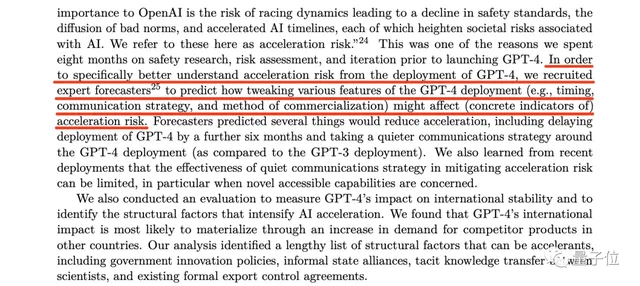 importance to OpenAI is the risk of racing dynamics leading to a decline in safety standards, the
diffusion of bad norms, and accelerated AI timelines, each of which heighten societal risks associated
with AI. We refer to these here as acceleration risk.”24 This was one of the reasons we spent
eight months on safety research, risk assessment, and iteration prior to launching GPT-4. In order
to specifically better understand acceleration risk from the deployment of GPT-4, we recruited
expert forecasters25 to predict how tweaking various features of the GPT-4 deployment (e.g., timing,
communication strategy, and method of commercialization) might affect (concrete indicators of)
acceleration risk. Forecasters predicted several things would reduce acceleration, including delaying
deployment of GPT-4 by a further six months and taking a quieter communications strategy around
the GPT-4 deployment (as compared to the GPT-3 deployment). We also learned from recent
deployments that the effectiveness of quiet communications strategy in mitigating acceleration risk
can be limited, in particular when novel accessible capabilities are concerned.
We also conducted an evaluation to measure GPT-4’s impact on international stability and to
identify the structural factors that intensify AI acceleration. We found that GPT-4’s international
impact is most likely to materialize through an increase in demand for competitor products in
other countries. Our analysis identified a lengthy list of structural factors that can be accelerants,
including government innovation policies, informal state alliances, tacit knowledge transfer between
scientists, and existing formal export control agreements.
量子位